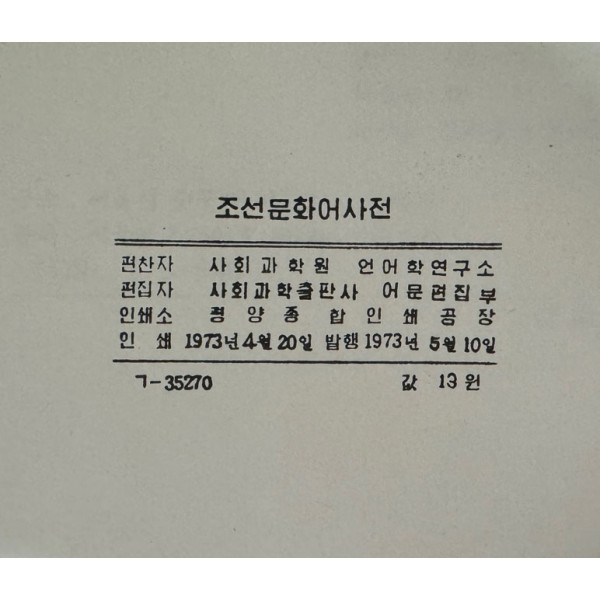 조선문화어사전
편찬자 사회과학원 언어학연구소
편집자 사회과학출판사 어문편집부
인쇄소 평양종합인쇄공장
인쇄 1973년 4월 20일 발행 1973년 5월 10일
ㄱ-35270 값 13원